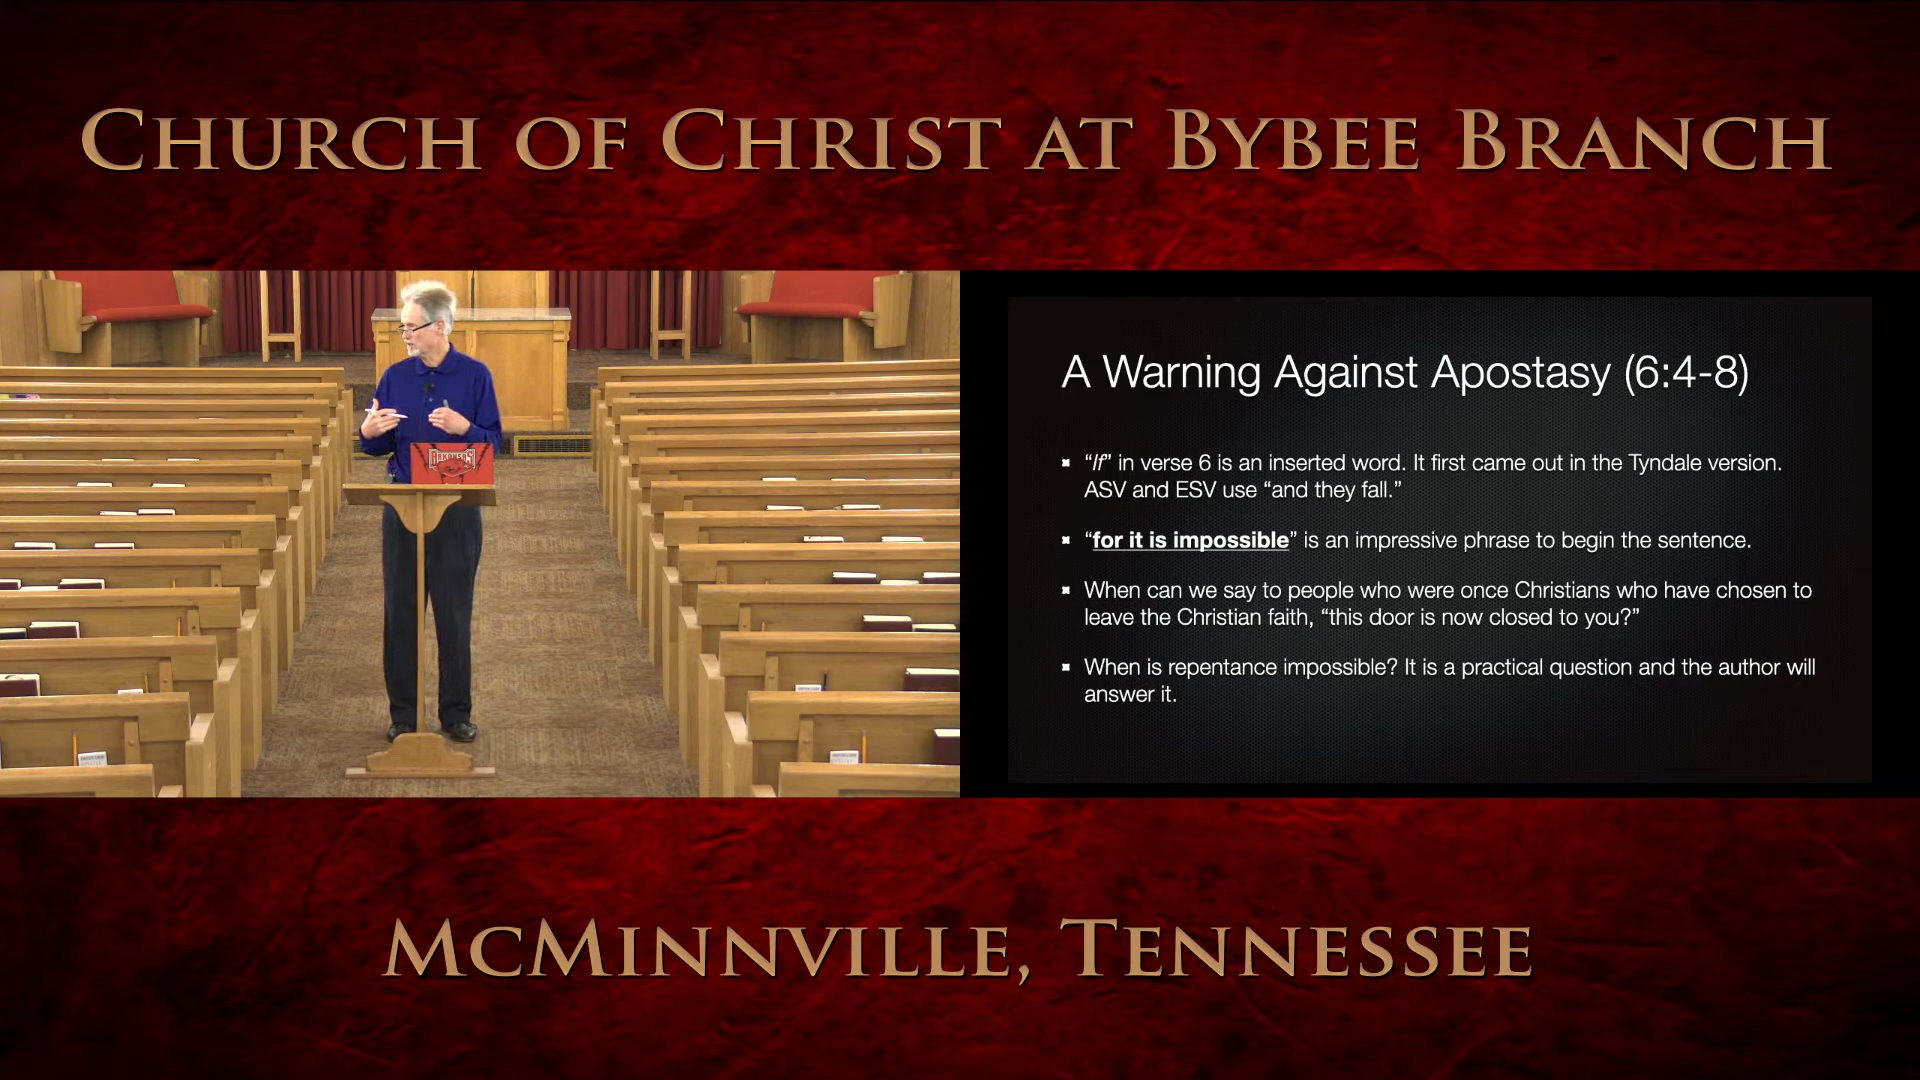 CHURCH OF CHRIST AT BYBEE BRANCH
ARKANSAS
A Warning Against Apostasy (6:4-8)
“If” in verse 6 is an inserted word. It first came out in the Tyndale version.
ASV and ESV use “and they fall.”
“for it is impossible” is an impressive phrase to begin the sentence.
When can we say to people who were once Christians who have chosen to
leave the Christian faith, “this door is now closed to you?”
When is repentance impossible? It is a practical question and the author will
answer it.
MCMINNVILLE, TENNESSEE